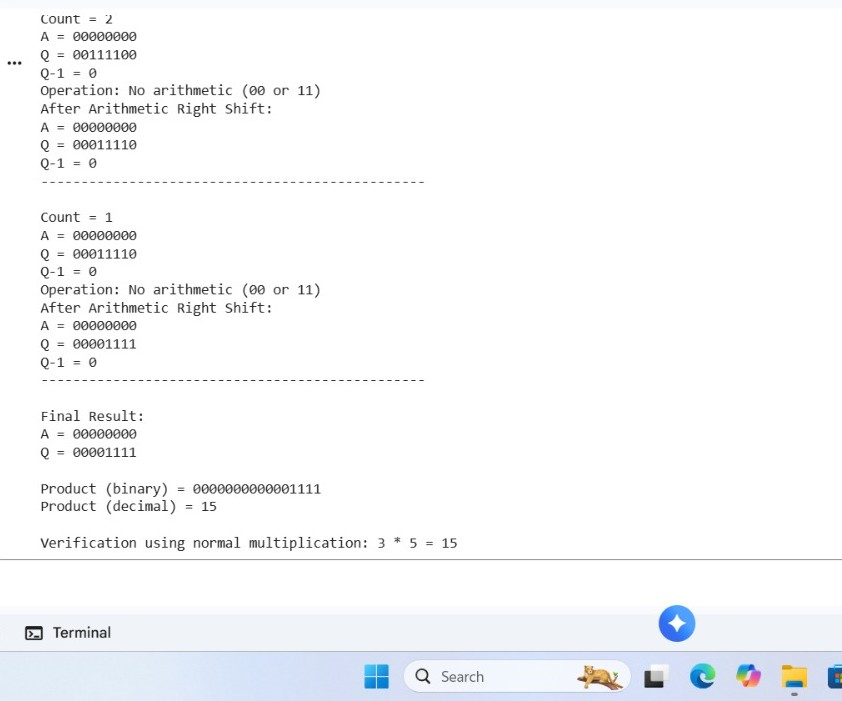 Count = 2
A = 00000000
Q = 00111100
Q-1 = 0
Operation: No arithmetic (00 or 11)
After Arithmetic Right Shift:
A = 00000000
Q = 00011110
Q-1 = 0
------------------------------------------------
Count = 1
A = 00000000
Q = 00011110
Q-1 = 0
Operation: No arithmetic (00 or 11)
After Arithmetic Right Shift:
A = 00000000
Q = 00001111
Q-1 = 0
------------------------------------------------
Final Result:
A = 00000000
Q = 00001111
Product (binary) = 0000000000001111
Product (decimal) = 15
Verification using normal multiplication: 3 * 5 = 15
Terminal
Search